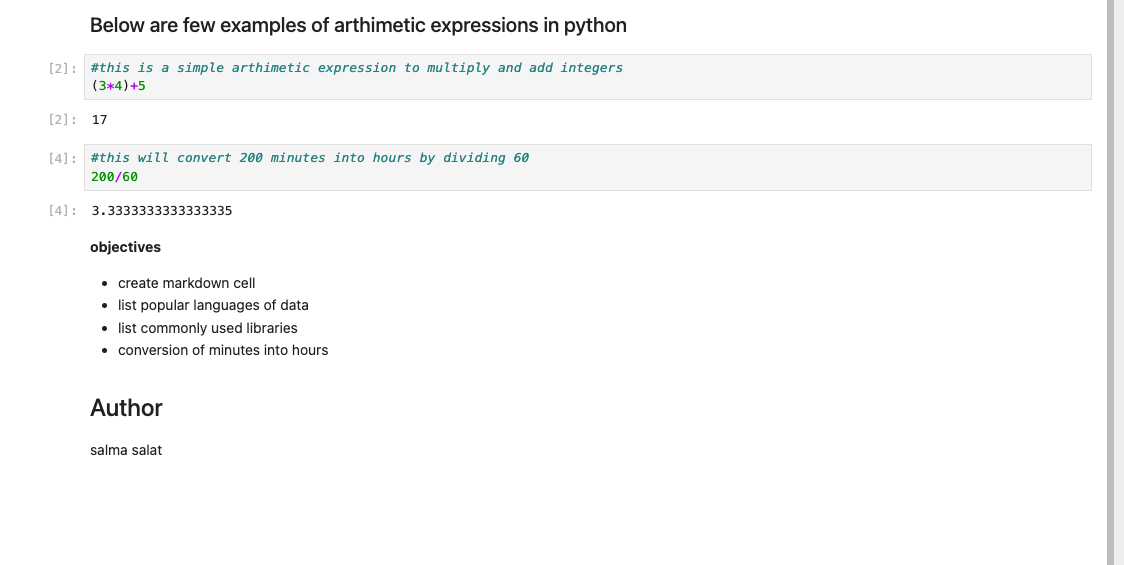 Below are few examples of arthimetic expressions in python
[2]: #this is a simple arthimetic expression to multiply and add integers
(3*4)+5
[2]: 17
[4]: #this will convert 200 minutes into hours by dividing 60
200/60
[4]: 3.3333333333333335
objectives
• create markdown cell
• list popular languages of data
• list commonly used libraries
• conversion of minutes into hours
Author
salma salat